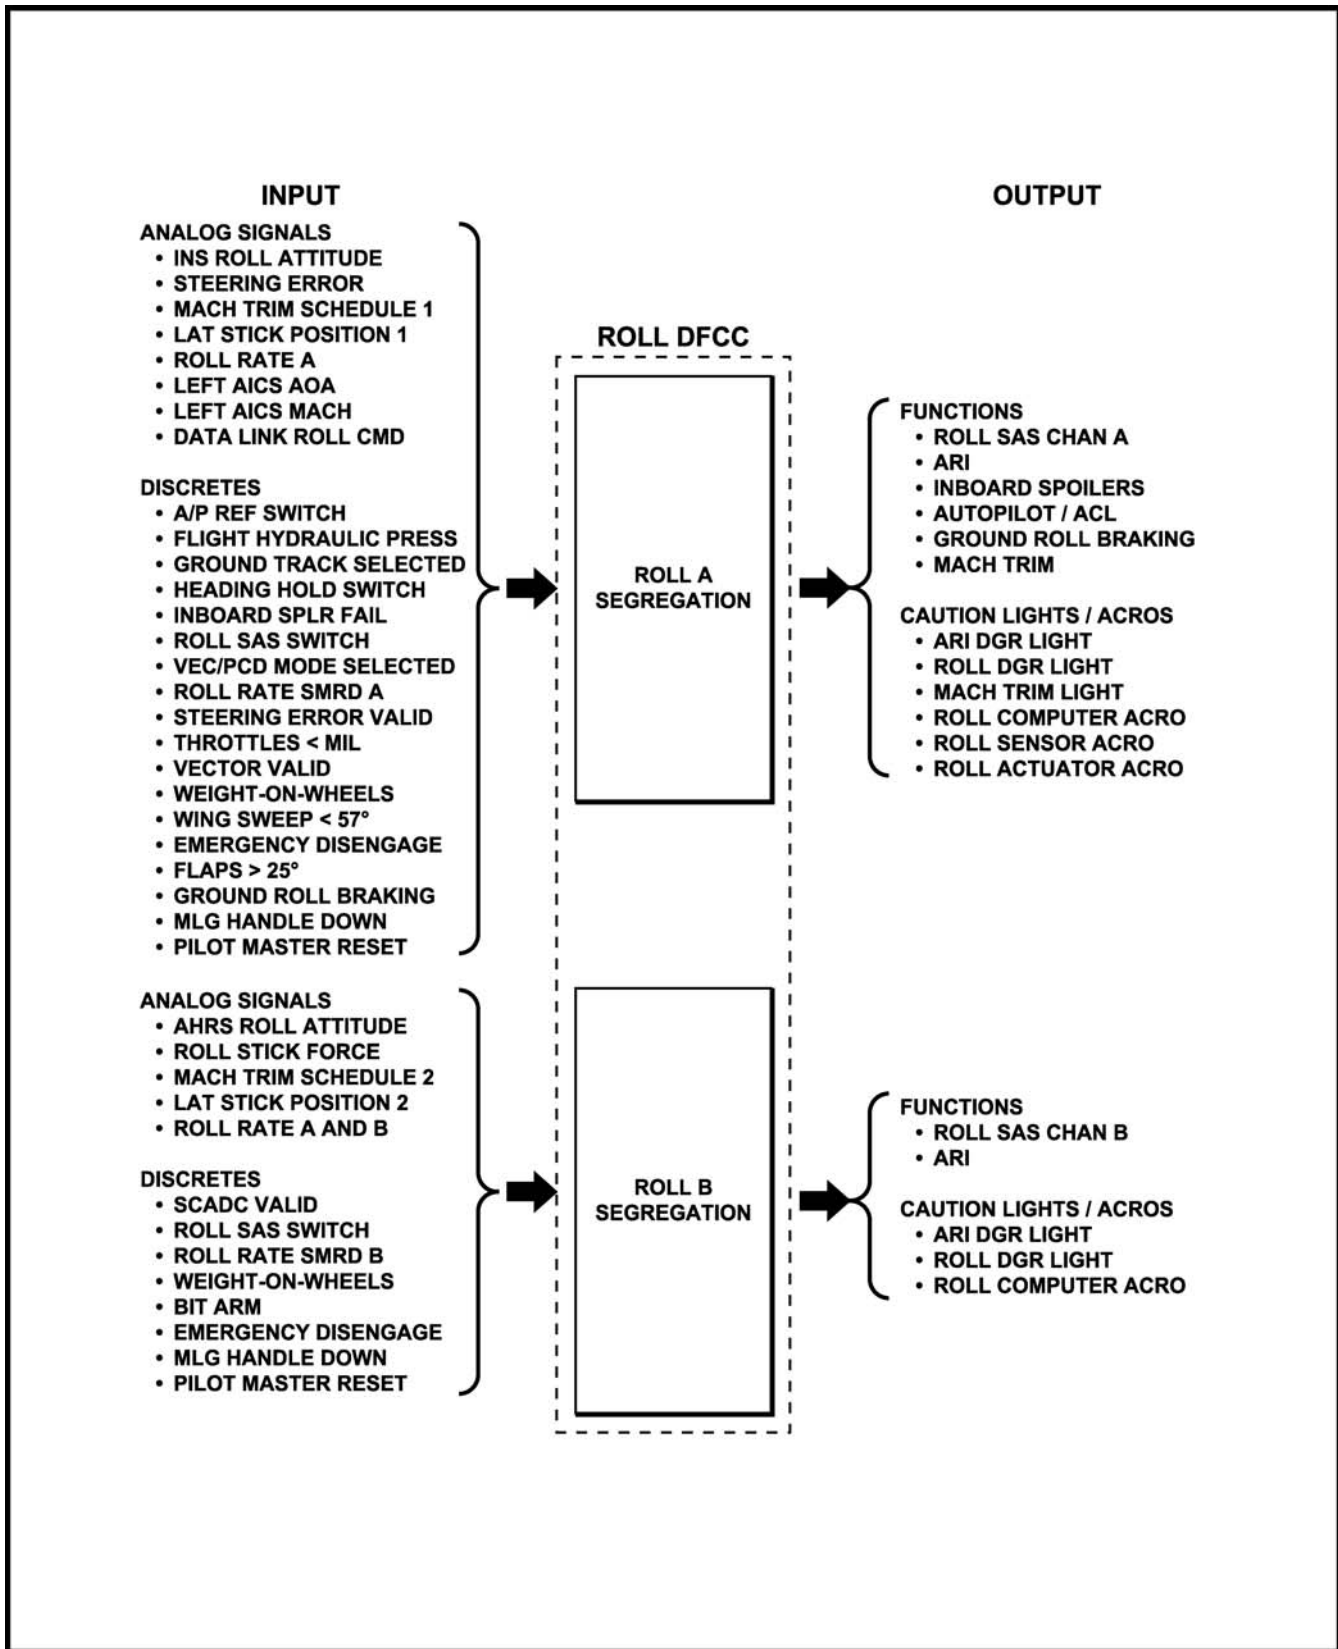 INPUT
ANALOG SIGNALS
• INS ROLL ATTITUDE
• STEERING ERROR
• MACH TRIM SCHEDULE 1
• LAT STICK POSITION 1
• ROLL RATE A
• LEFT AICS AOA
• LEFT AICS MACH
• DATA LINK ROLL CMD
DISCRETES
• A/P REF SWITCH
• FLIGHT HYDRAULIC PRESS
• GROUND TRACK SELECTED
• HEADING HOLD SWITCH
• INBOARD SPLR FAIL
• ROLL SAS SWITCH
• VEC/PCD MODE SELECTED
• ROLL RATE SMRD A
• STEERING ERROR VALID
• THROTTLES < MIL
• VECTOR VALID
• WEIGHT-ON-WHEELS
• WING SWEEP < 57°
• EMERGENCY DISENGAGE
• FLAPS > 25°
• GROUND ROLL BRAKING
• MLG HANDLE DOWN
• PILOT MASTER RESET
ANALOG SIGNALS
• AHRS ROLL ATTITUDE
• ROLL STICK FORCE
• MACH TRIM SCHEDULE 2
• LAT STICK POSITION 2
• ROLL RATE A AND B
DISCRETES
• SCADC VALID
• ROLL SAS SWITCH
• ROLL RATE SMRD B
• WEIGHT-ON-WHEELS
• BIT ARM
• EMERGENCY DISENGAGE
• MLG HANDLE DOWN
• PILOT MASTER RESET
ROLL DFCC
ROLL A
SEGREGATION
ROLL B
SEGREGATION
OUTPUT
FUNCTIONS
• ROLL SAS CHAN A
• ARI
• INBOARD SPOILERS
• AUTOPILOT / ACL
• GROUND ROLL BRAKING
• MACH TRIM
CAUTION LIGHTS / ACROS
• ARI DGR LIGHT
• ROLL DGR LIGHT
• MACH TRIM LIGHT
• ROLL COMPUTER ACRO
• ROLL SENSOR ACRO
• ROLL ACTUATOR ACRO
FUNCTIONS
• ROLL SAS CHAN B
• ARI
CAUTION LIGHTS / ACROS
• ARI DGR LIGHT
• ROLL DGR LIGHT
• ROLL COMPUTER ACRO